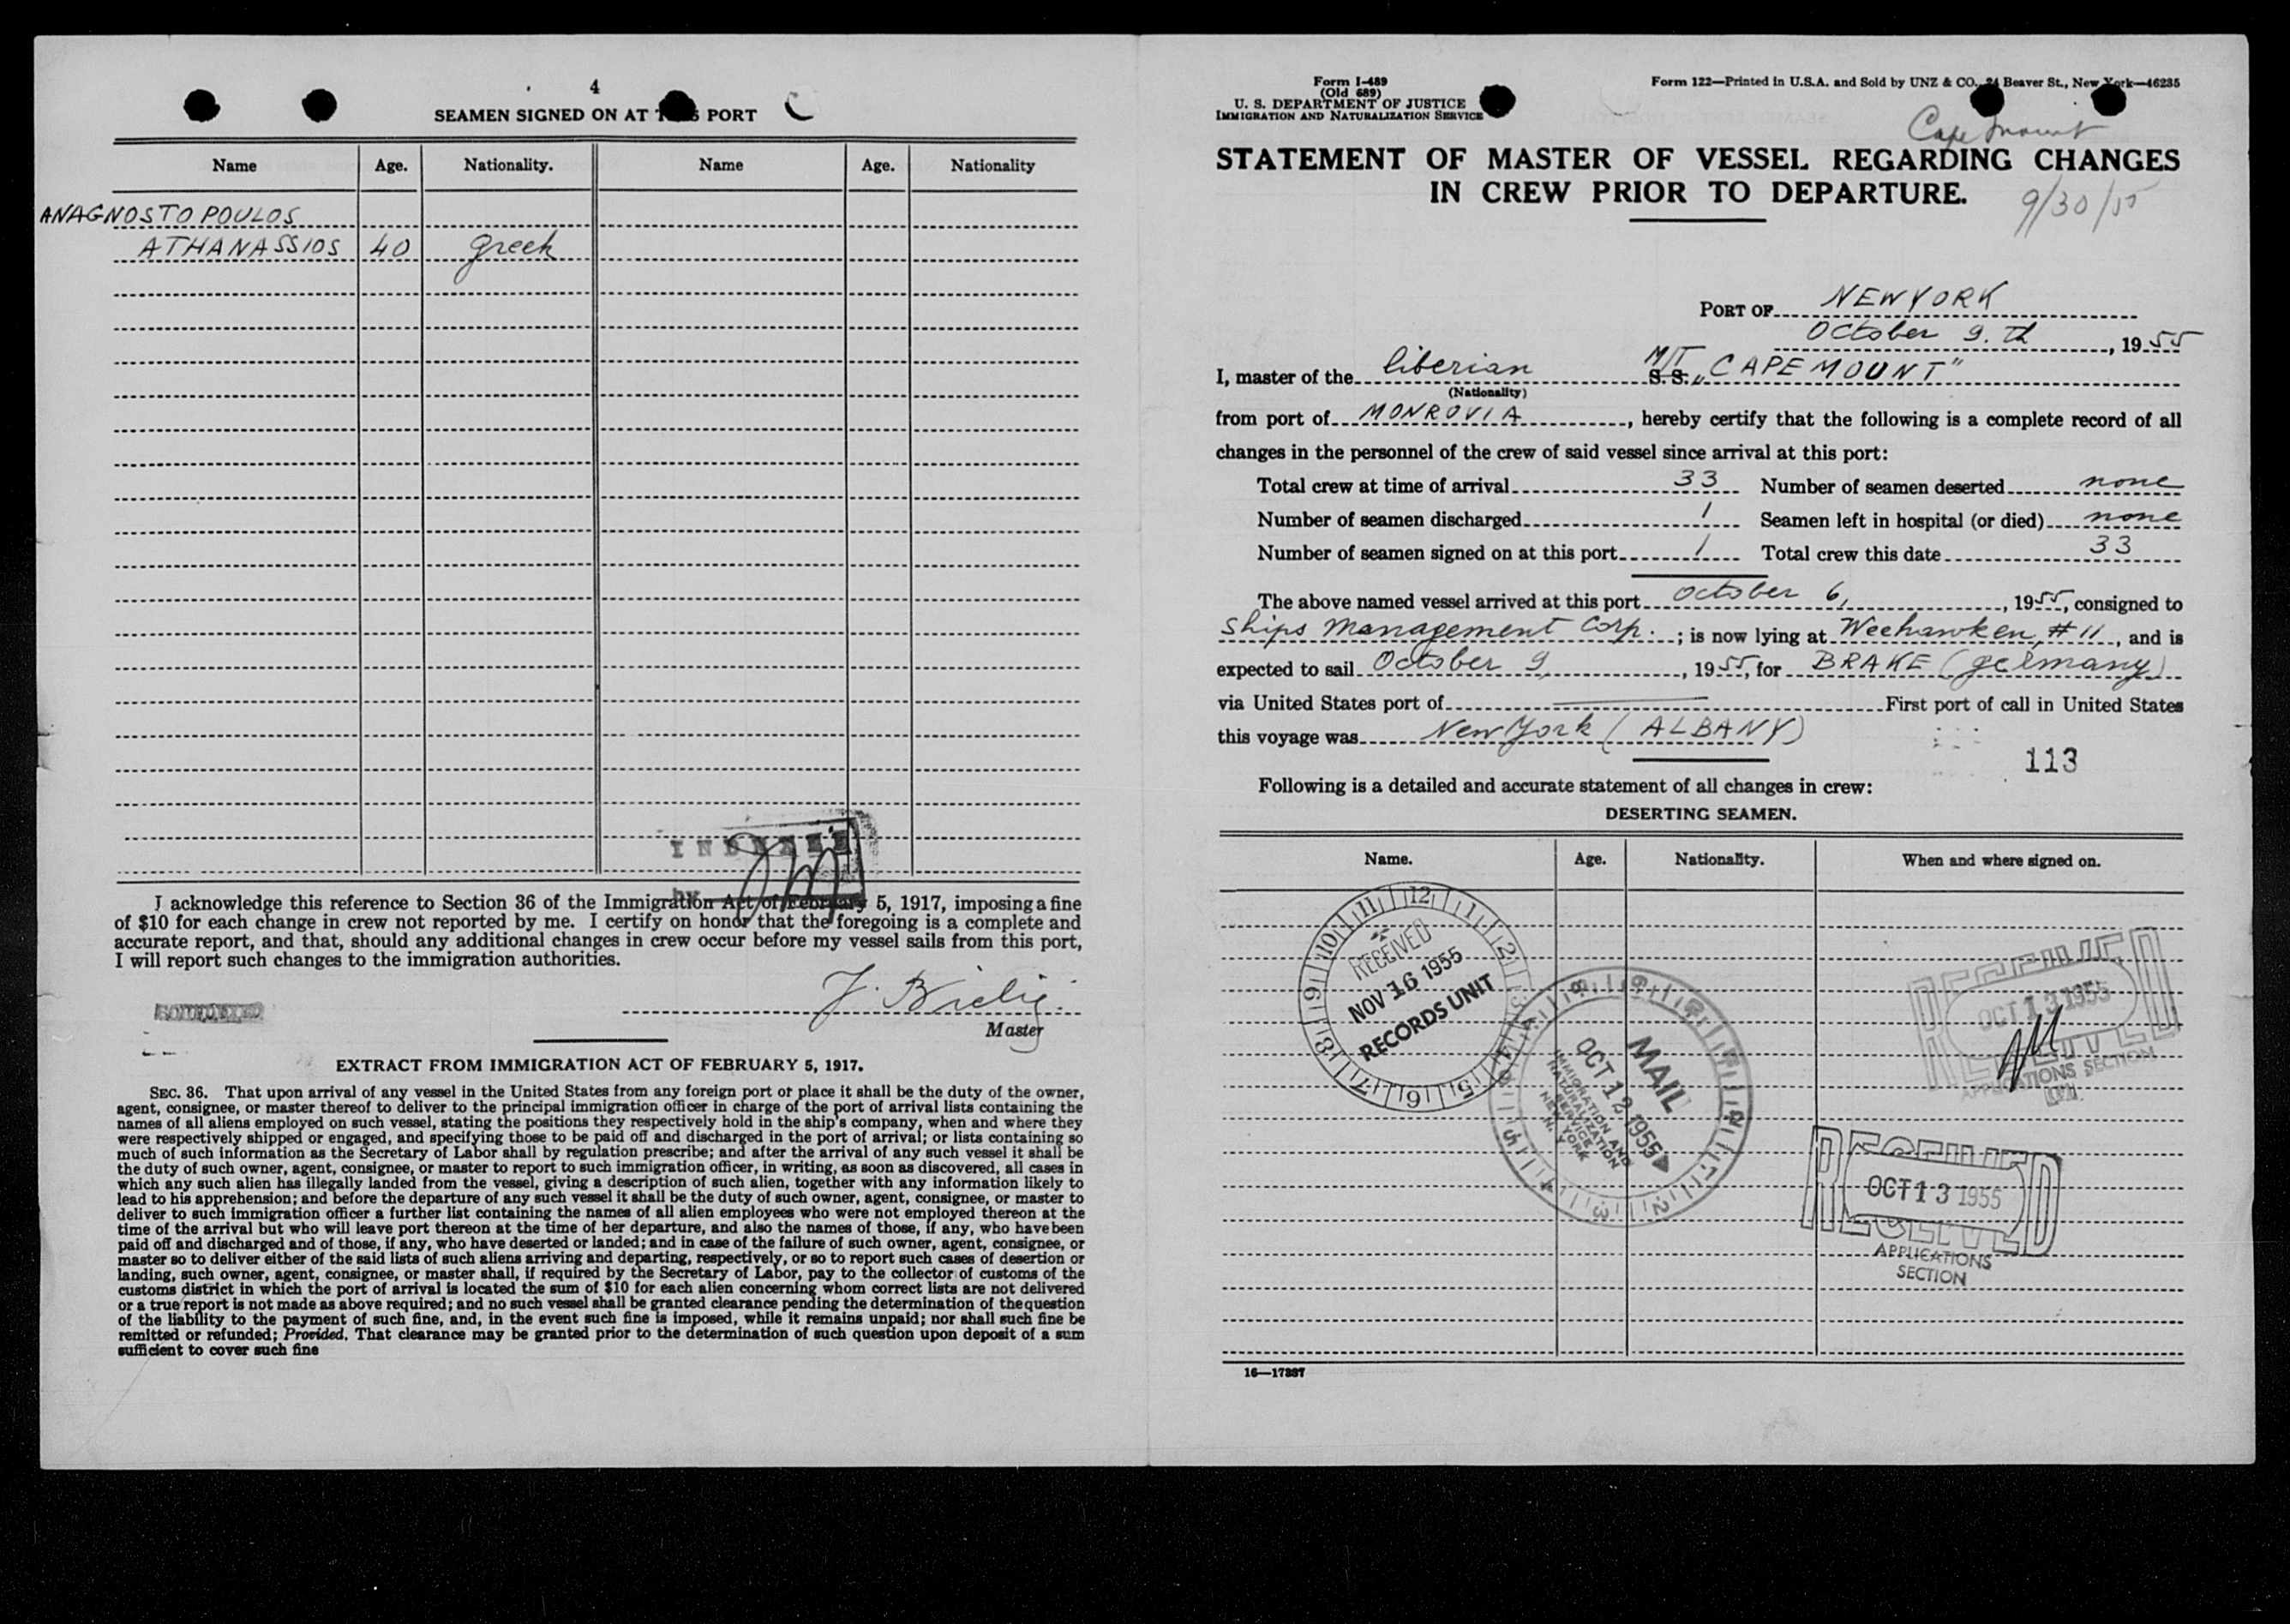 4
SEAMEN SIGNED ON AT PORT
Name Age. Nationality. Name Age. Nationality
ANAGNOSTOPOULOS
ATHANASSIOS 40 greek
INDEXED
by
I acknowledge this reference to Section 36 of the Immigration Act of February 5, 1917, imposing a fine
of $10 for each change in crew not reported by me. I certify on honor that the foregoing is a complete and
accurate report, and that, should any additional changes in crew occur before my vessel sails from this port,
I will report such changes to the immigration authorities.
Master
EXTRACT FROM IMMIGRATION ACT OF FEBRUARY 5, 1917.
SEC. 36. That upon arrival of any vessel in the United States from any foreign port or place it shall be the duty of the owner,
agent, consignee, or master thereof to deliver to the principal immigration officer in charge of the port of arrival lists containing the
names of all aliens employed on such vessel, stating the positions they respectively hold in the ship's company, when and where they
were respectively shipped or engaged, and specifying those to be paid off and discharged in the port of arrival; or lists containing so
much of such information as the Secretary of Labor shall by regulation prescribe; and after the arrival of any such vessel it shall be
the duty of such owner, agent, consignee, or master to report to such immigration officer, in writing, as soon as discovered, all cases in
which any such alien has illegally landed from the vessel, giving a description of such alien, together with any information likely to
lead to his apprehension; and before the departure of any such vessel it shall be the duty of such owner, agent, consignee, or master to
deliver to such immigration officer a further list containing the names of all alien employees who were not employed thereon at the
time of the arrival but who will leave port thereon at the time of her departure, and also the names of those, if any, who have been
paid off and discharged and of those, if any, who have deserted or landed; and in case of the failure of such owner, agent, consignee, or
master so to deliver either of the said lists of such aliens arriving and departing, respectively, or so to report such cases of desertion or
landing, such owner, agent, consignee, or master shall, if required by the Secretary of Labor, pay to the collector of customs of the
customs district in which the port of arrival is located the sum of $10 for each alien concerning whom correct lists are not delivered
or a true report is not made as above required; and no such vessel shall be granted clearance pending the determination of the question
of the liability to the payment of such fine, and, in the event such fine is imposed, while it remains unpaid; nor shall such fine be
remitted or refunded; Provided, That clearance may be granted prior to the determination of such question upon deposit of a sum
sufficient to cover such fine
Form I-489
(Old 689)
U. S. DEPARTMENT OF JUSTICE
IMMIGRATION AND NATURALIZATION SERVICE
Form 122—Printed in U.S.A. and Sold by UNZ & CO., 24 Beaver St., New York—46235
Cape Mount
STATEMENT OF MASTER OF VESSEL REGARDING CHANGES
IN CREW PRIOR TO DEPARTURE.
9/30/55
PORT OF NEW YORK
October 9.th, 1955
I, master of the liberian M/T S. S. „CAPE MOUNT"
(Nationality)
from port of MONROVIA, hereby certify that the following is a complete record of all
changes in the personnel of the crew of said vessel since arrival at this port:
Total crew at time of arrival 33 Number of seamen deserted none
Number of seamen discharged 1 Seamen left in hospital (or died) none
Number of seamen signed on at this port 1 Total crew this date 33
The above named vessel arrived at this port October 6, 1955, consigned to
Ships Management Corp.; is now lying at Weehawken, #11, and is
expected to sail October 9, 1955, for BRAKE (germany)
via United States port of First port of call in United States
this voyage was New York (ALBANY)
113
Following is a detailed and accurate statement of all changes in crew:
DESERTING SEAMEN.
Name. Age. Nationality. When and where signed on.
RECEIVED
NOV 16 1955
RECORDS UNIT
MAIL
OCT 12 1955
IMMIGRATION AND
NATURALIZATION
SERVICE
NEW YORK
N. Y.
RECEIVED
OCT 13 1955
RECEIVED
APPLICATIONS SECTION
RECEIVED
OCT 13 1955
RECEIVED
APPLICATIONS
SECTION
16—17887